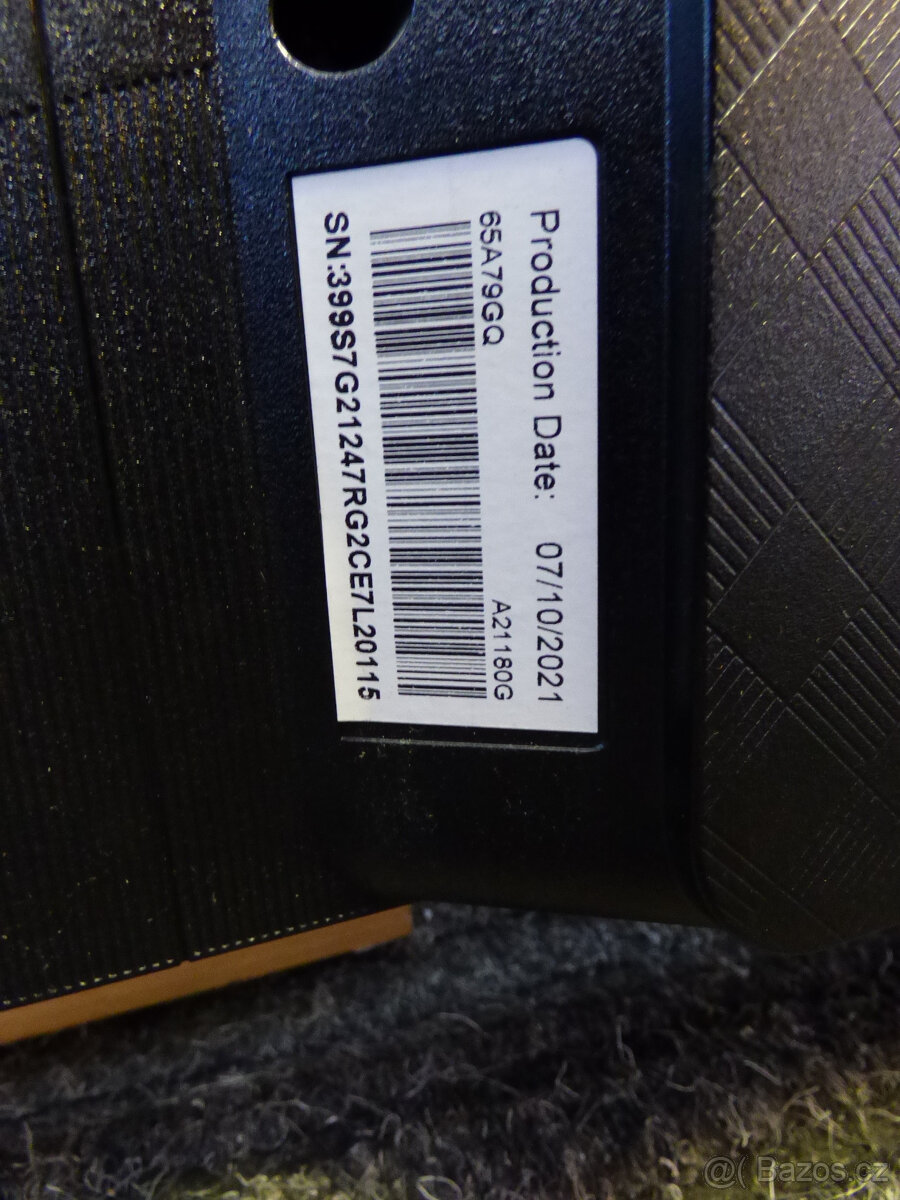 Production Date: 07/10/2021
65A79GQ A21180G
SN:399S7G21247RG2CE7L20115
@( Bazos.cz